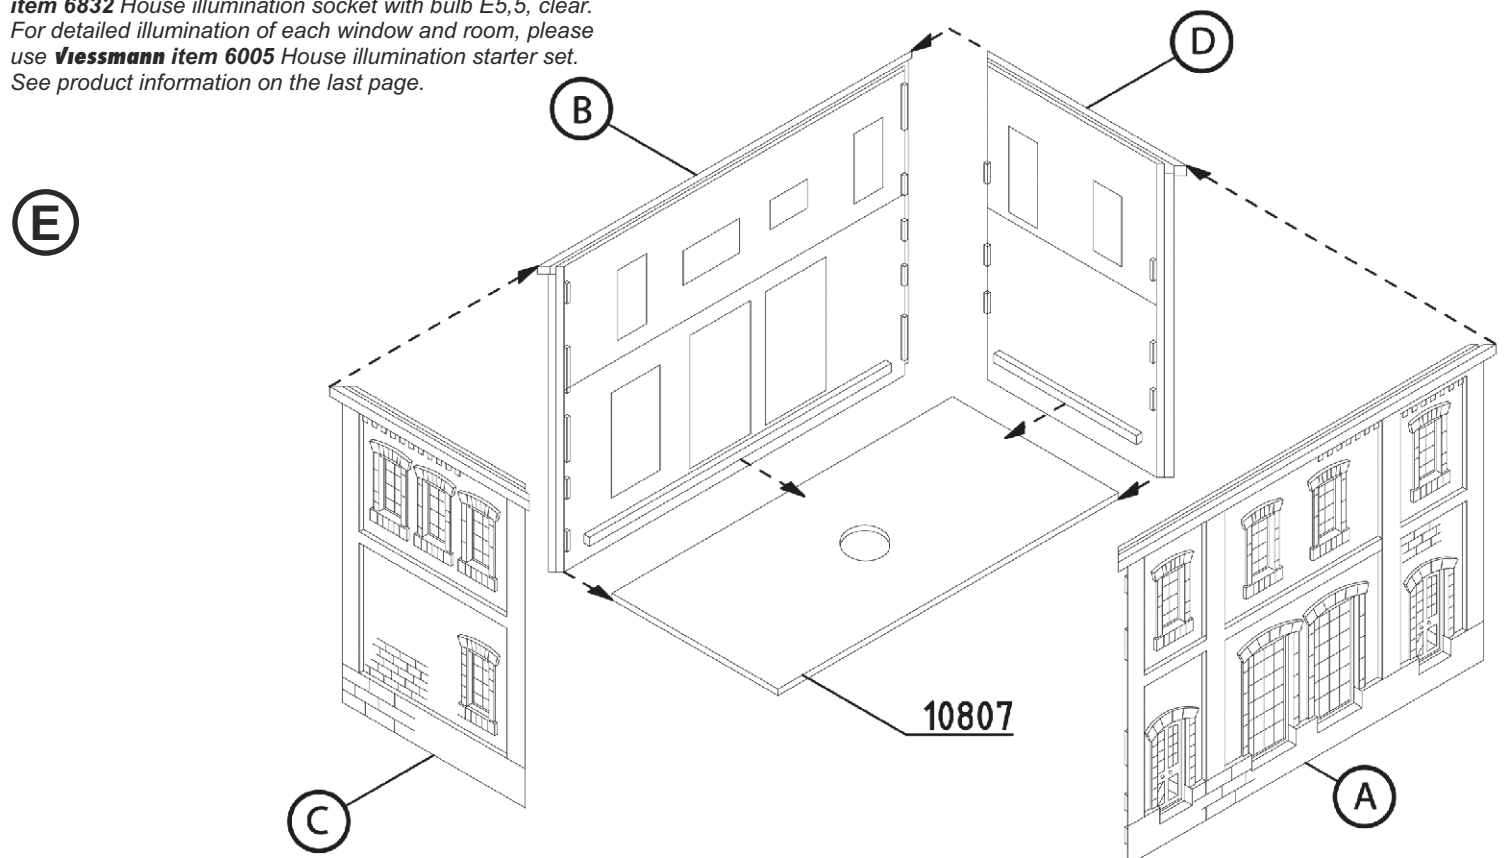 item 6832 House illumination socket with bulb E5,5, clear.
For detailed illumination of each window and room, please
use Viessmann item 6005 House illumination starter set.
See product information on the last page.
D
B
E
10807
A
C